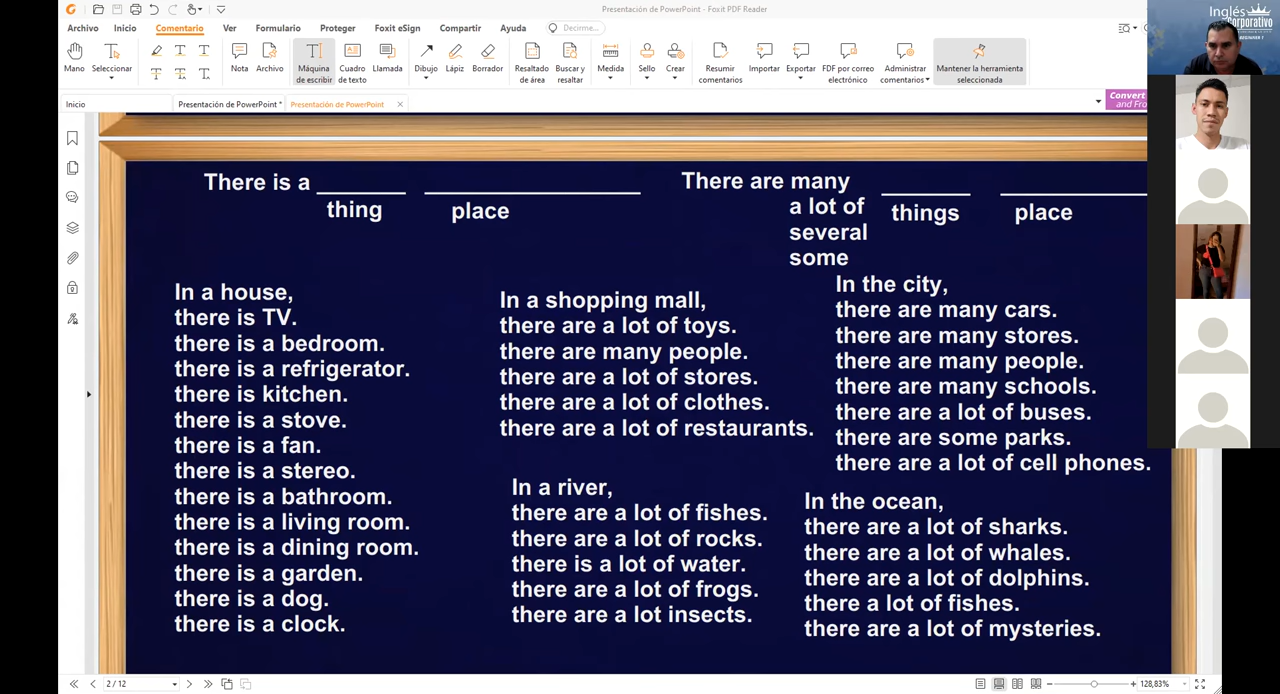 Presentación de PowerPoint - Foxit PDF Reader
Archivo Inicio Comentario Ver Formulario Proteger Foxit eSign Compartir Ayuda Decirme...
Mano
Seleccionar
Nota
Archivo
Máquina
de escribir
Cuadro
de texto
Llamada
Dibujo
Lápiz
Borrador
Resaltado
de área
Buscar y
resaltar
Medida
Sello
Crear
Resumir
comentarios
Importar
Exportar
FDF por correo
electrónico
Administrar
comentarios
Mantener la herramienta
seleccionada
Inglés
Corporativo
Inicio
Presentación de PowerPoint *
Presentación de PowerPoint
Convert
and
There is a
thing
place
There are many
a lot of
several
some
things
place
In a house,
there is TV.
there is a bedroom.
there is a refrigerator.
there is kitchen.
there is a stove.
there is a fan.
there is a stereo.
there is a bathroom.
there is a living room.
there is a dining room.
there is a garden.
there is a dog.
there is a clock.
In a shopping mall,
there are a lot of toys.
there are many people.
there are a lot of stores.
there are a lot of clothes.
there are a lot of restaurants.
In a river,
there are a lot of fishes.
there are a lot of rocks.
there is a lot of water.
there are a lot of frogs.
there are a lot insects.
In the city,
there are many cars.
there are many stores.
there are many people.
there are many schools.
there are a lot of buses.
there are some parks.
there are a lot of cell phones.
In the ocean,
there are a lot of sharks.
there are a lot of whales.
there are a lot of dolphins.
there a lot of fishes.
there are a lot of mysteries.
2 / 12
128,83%